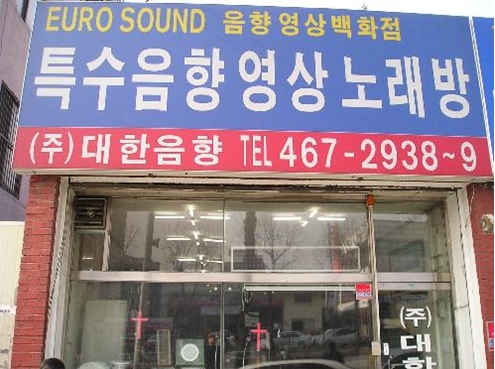 EURO SOUND 음향영상백화점
특수음향영상 노래방
(주)대한음향 TEL 467-2938~9
(주)
대한